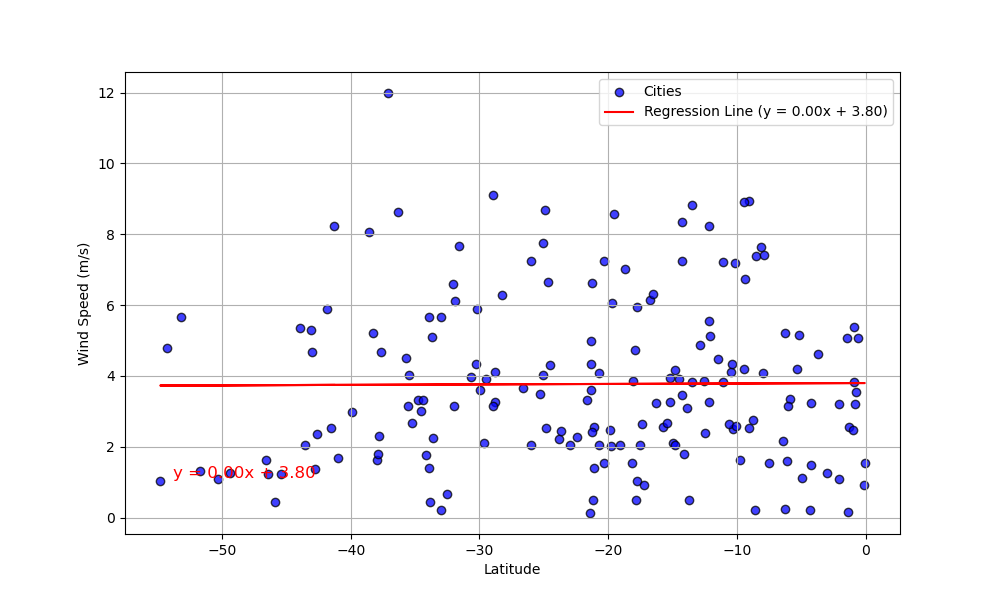 Cities
Regression Line (y = 0.00x + 3.80)
12
10
8
6
4
2
0
Wind Speed (m/s)
y = 0.00x + 3.80
−50
−40
−30
−20
−10
0
Latitude